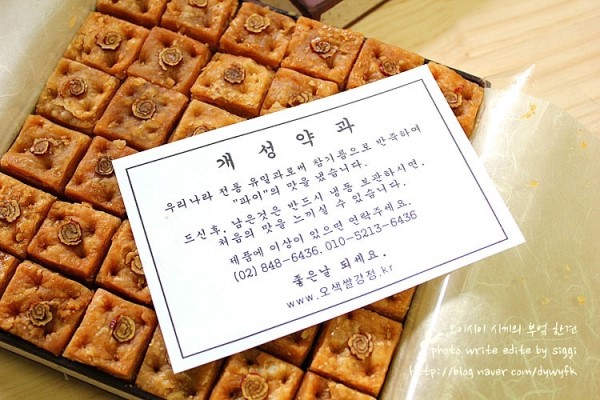 개성약과
우리나라 전통 유밀과로써 참기름으로 반죽하여
"파이"의 맛을 냈습니다.
드신후, 남은것은 반드시 냉동 보관하시면.
처음의 맛을 느끼실 수 있습니다.
제품에 이상이 있으면 연락주세요.
(02) 848-6436, 010-5213-6436
좋은날 되세요.
www.오색쌀강정.kr
시끼의 부엌 한켠
photo write edite by siggi
http://blog.naver.com/dywyfk